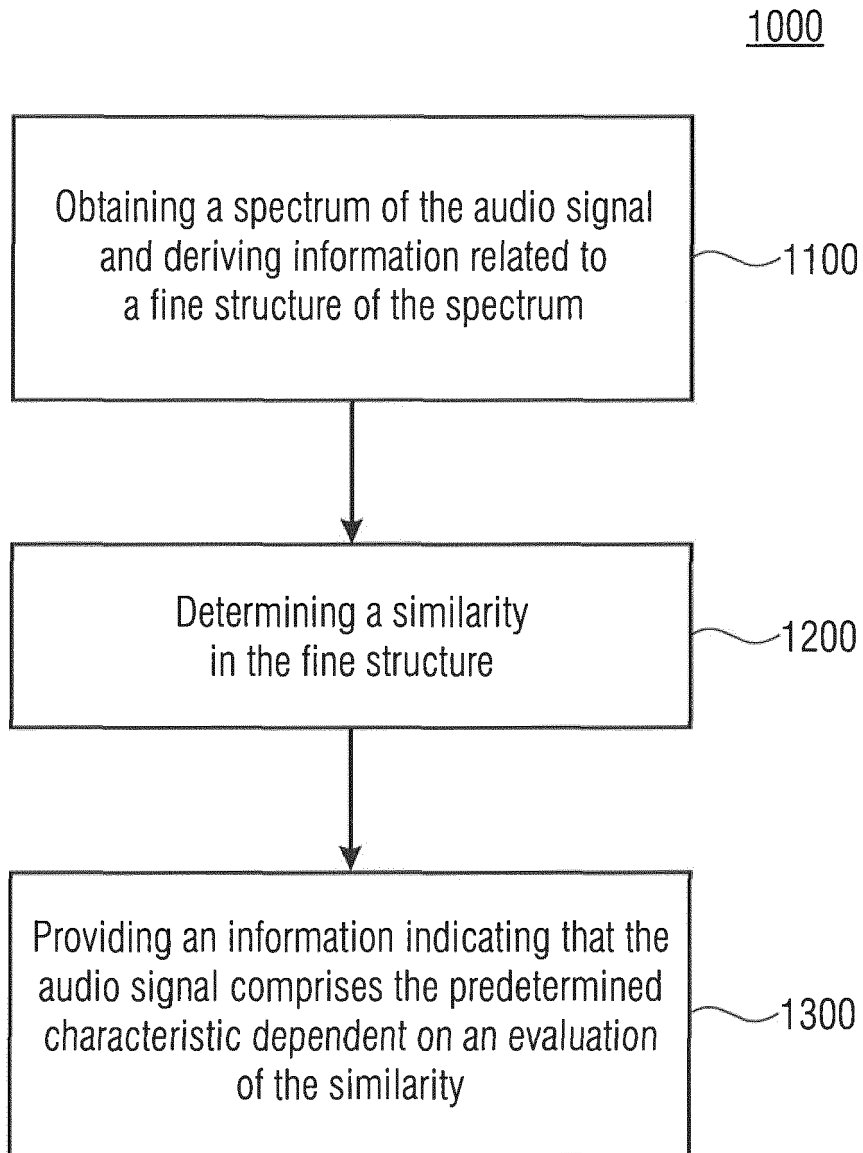 1000
Obtaining a spectrum of the audio signal
and deriving information related to
a fine structure of the spectrum
1100
Determining a similarity
in the fine structure
1200
Providing an information indicating that the
audio signal comprises the predetermined
characteristic dependent on an evaluation
of the similarity
1300